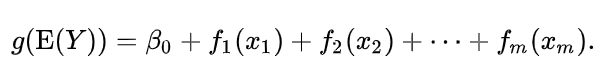 g(E(Y)) = β₀ + f₁(x₁) + f₂(x₂) + ⋯ + fₘ(xₘ).